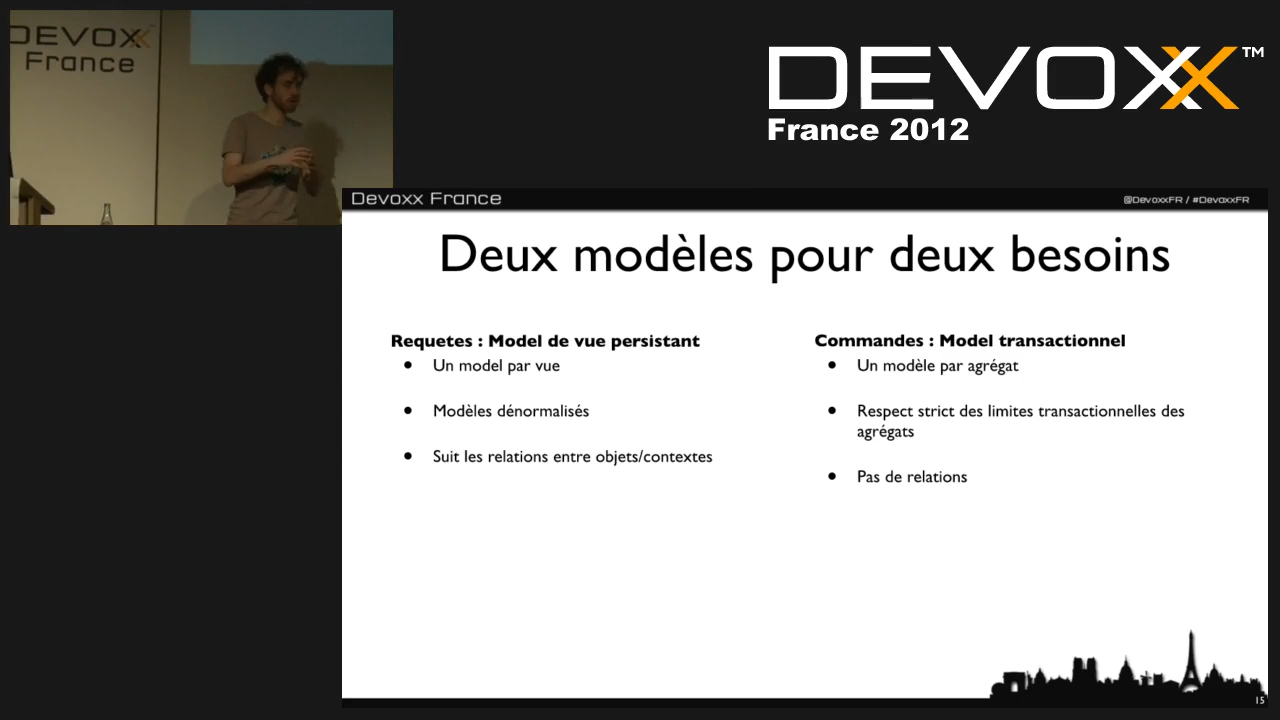 DEVOXX
France
DEVOXX™
France 2012
Devoxx France
@DevoxxFR / #DevoxxFR
Deux modèles pour deux besoins
Requetes : Model de vue persistant
• Un model par vue
• Modèles dénormalisés
• Suit les relations entre objets/contextes
Commandes : Model transactionnel
• Un modèle par agrégat
• Respect strict des limites transactionnelles des
agrégats
• Pas de relations
15